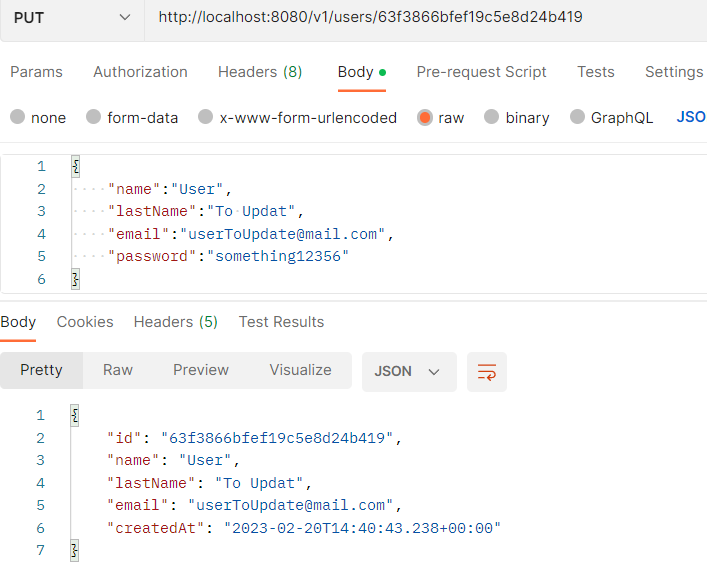 PUT http://localhost:8080/v1/users/63f3866bfef19c5e8d24b419
Params Authorization Headers (8) Body Pre-request Script Tests Settings
none form-data x-www-form-urlencoded raw binary GraphQL JSO
1 {
2 "name":"User",
3 "lastName":"To Updat",
4 "email":"userToUpdate@mail.com",
5 "password":"something12356"
6 }
Body Cookies Headers (5) Test Results
Pretty Raw Preview Visualize JSON
1 {
2 "id": "63f3866bfef19c5e8d24b419",
3 "name": "User",
4 "lastName": "To Updat",
5 "email": "userToUpdate@mail.com",
6 "createdAt": "2023-02-20T14:40:43.238+00:00"
7 }